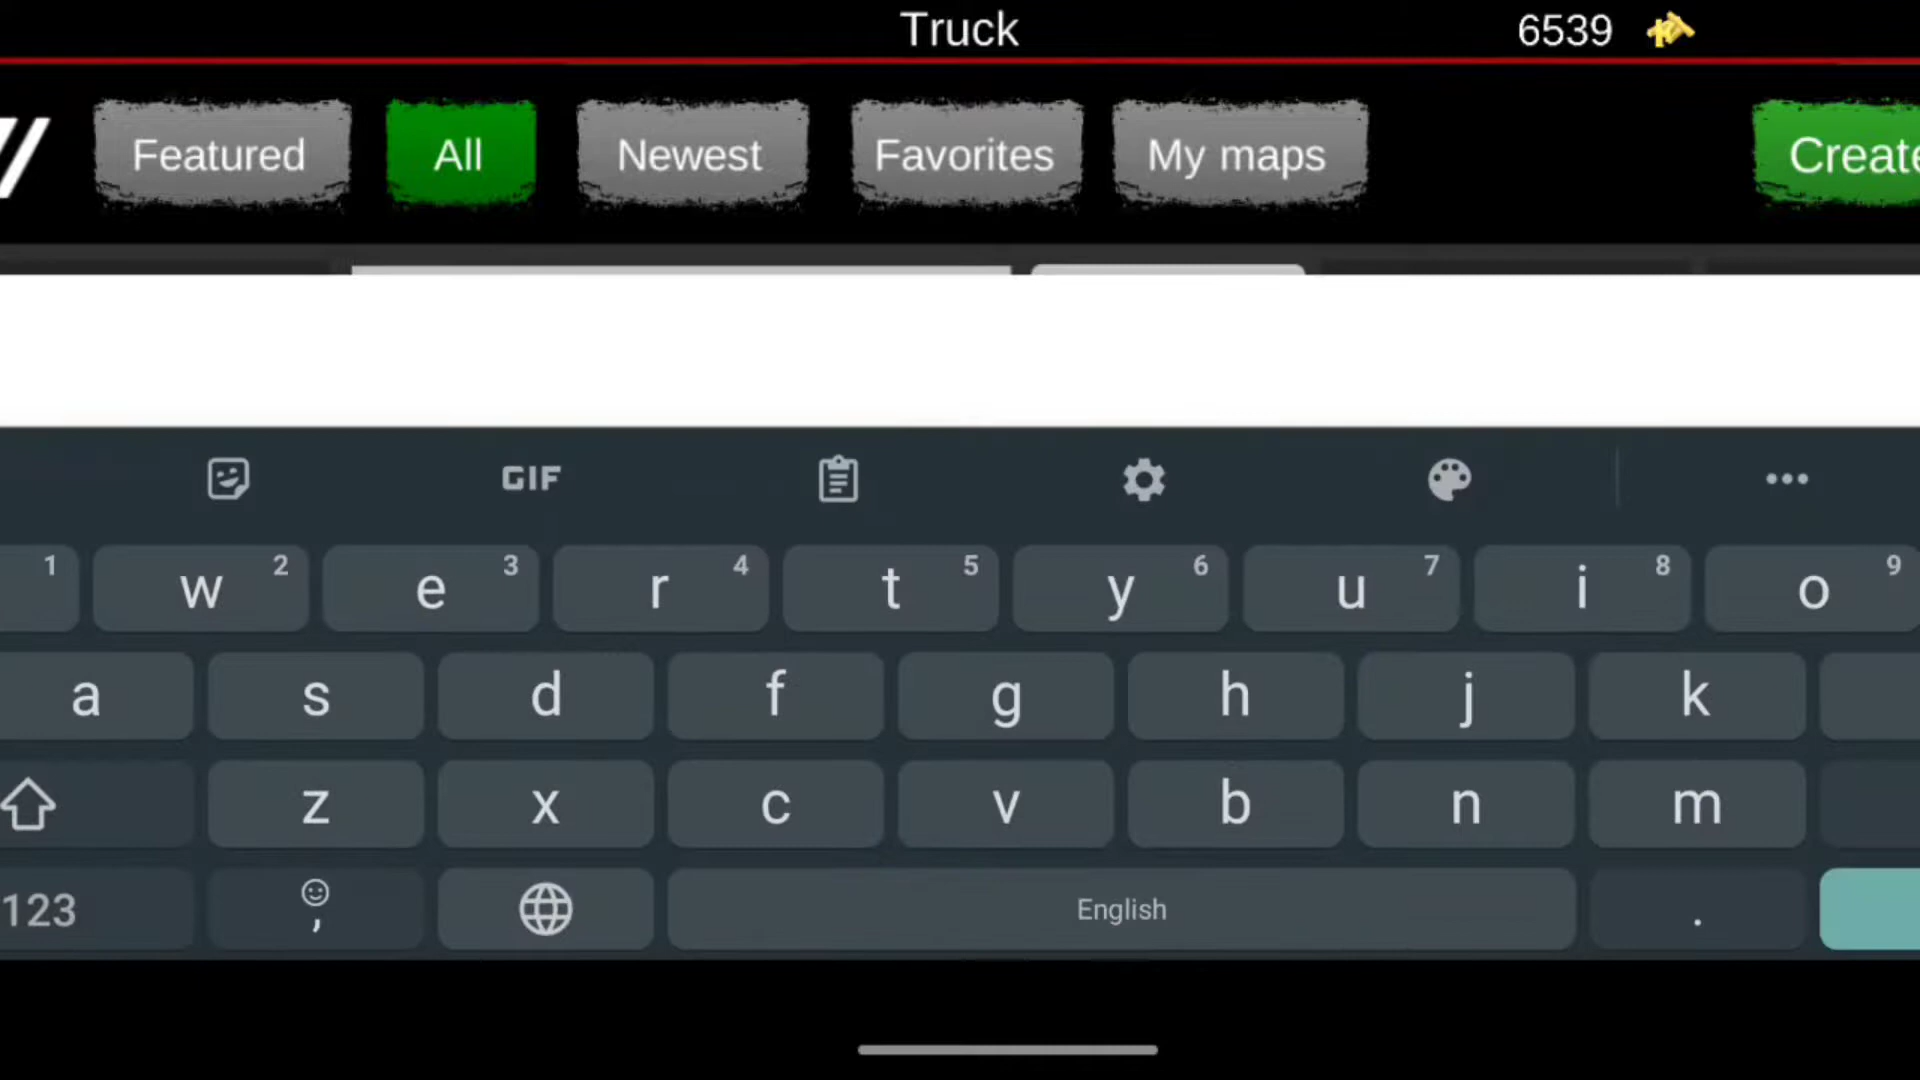 Truck
6539
Featured All Newest Favorites My maps Create
GIF
1 w 2 e 3 r 4 t 5 y 6 u 7 i 8 o 9
a s d f g h j k
z x c v b n m
123 , English .